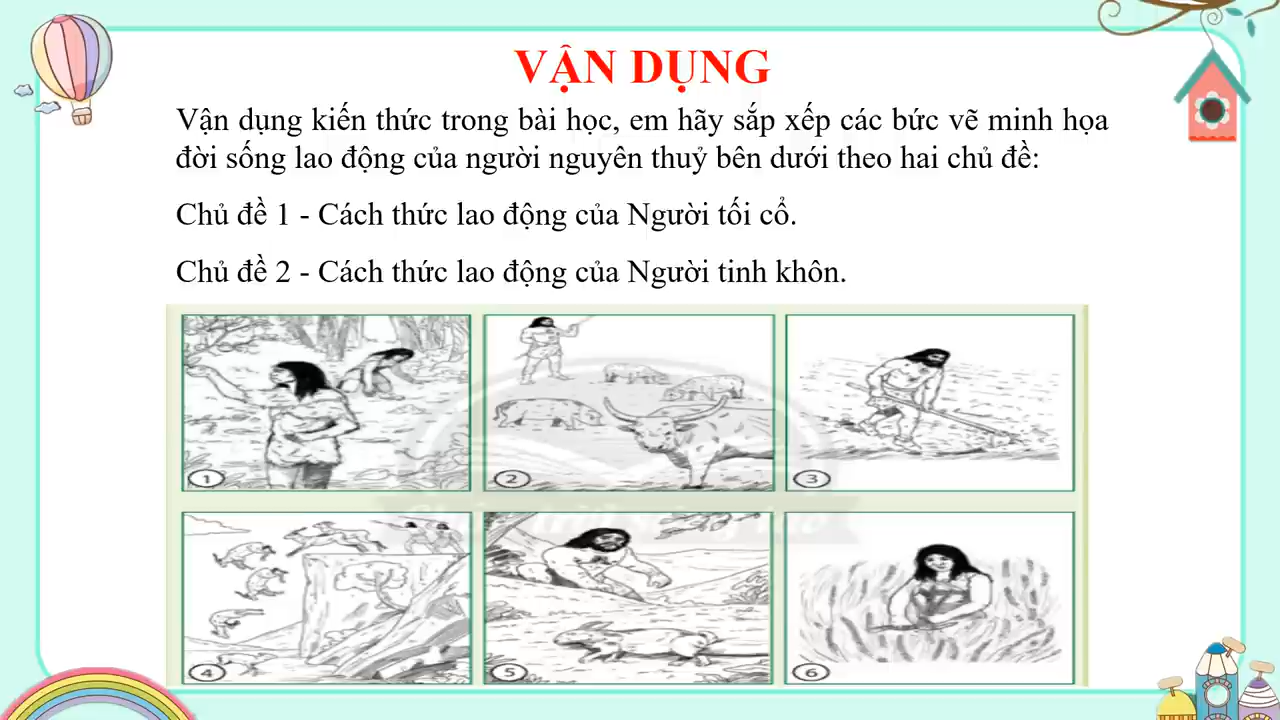 VẬN DỤNG
Vận dụng kiến thức trong bài học, em hãy sắp xếp các bức vẽ minh họa
đời sống lao động của ngươi nguyên thuỷ bên dưới theo hai chủ đề:
Chủ đề 1 - Cách thức lao động của Người tối cổ.
Chủ đề 2 - Cách thức lao động của Người tinh khôn.
1
2
3
4
5
6